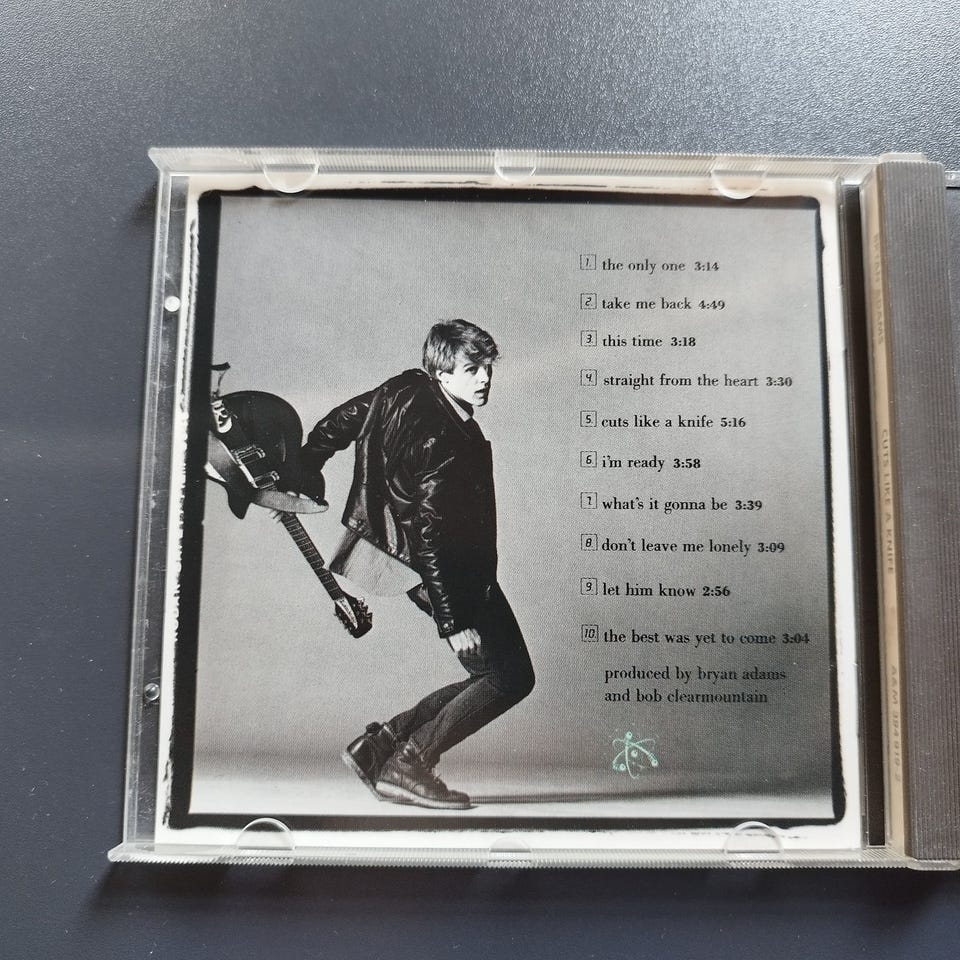 1. the only one 3:14
2. take me back 4:49
3. this time 3:18
4. straight from the heart 3:30
5. cuts like a knife 5:16
6. i'm ready 3:58
7. what's it gonna be 3:39
8. don't leave me lonely 3:09
9. let him know 2:56
10. the best was yet to come 3:04
produced by bryan adams
and bob clearmountain
BRYAN ADAMS
CUTS LIKE A KNIFE